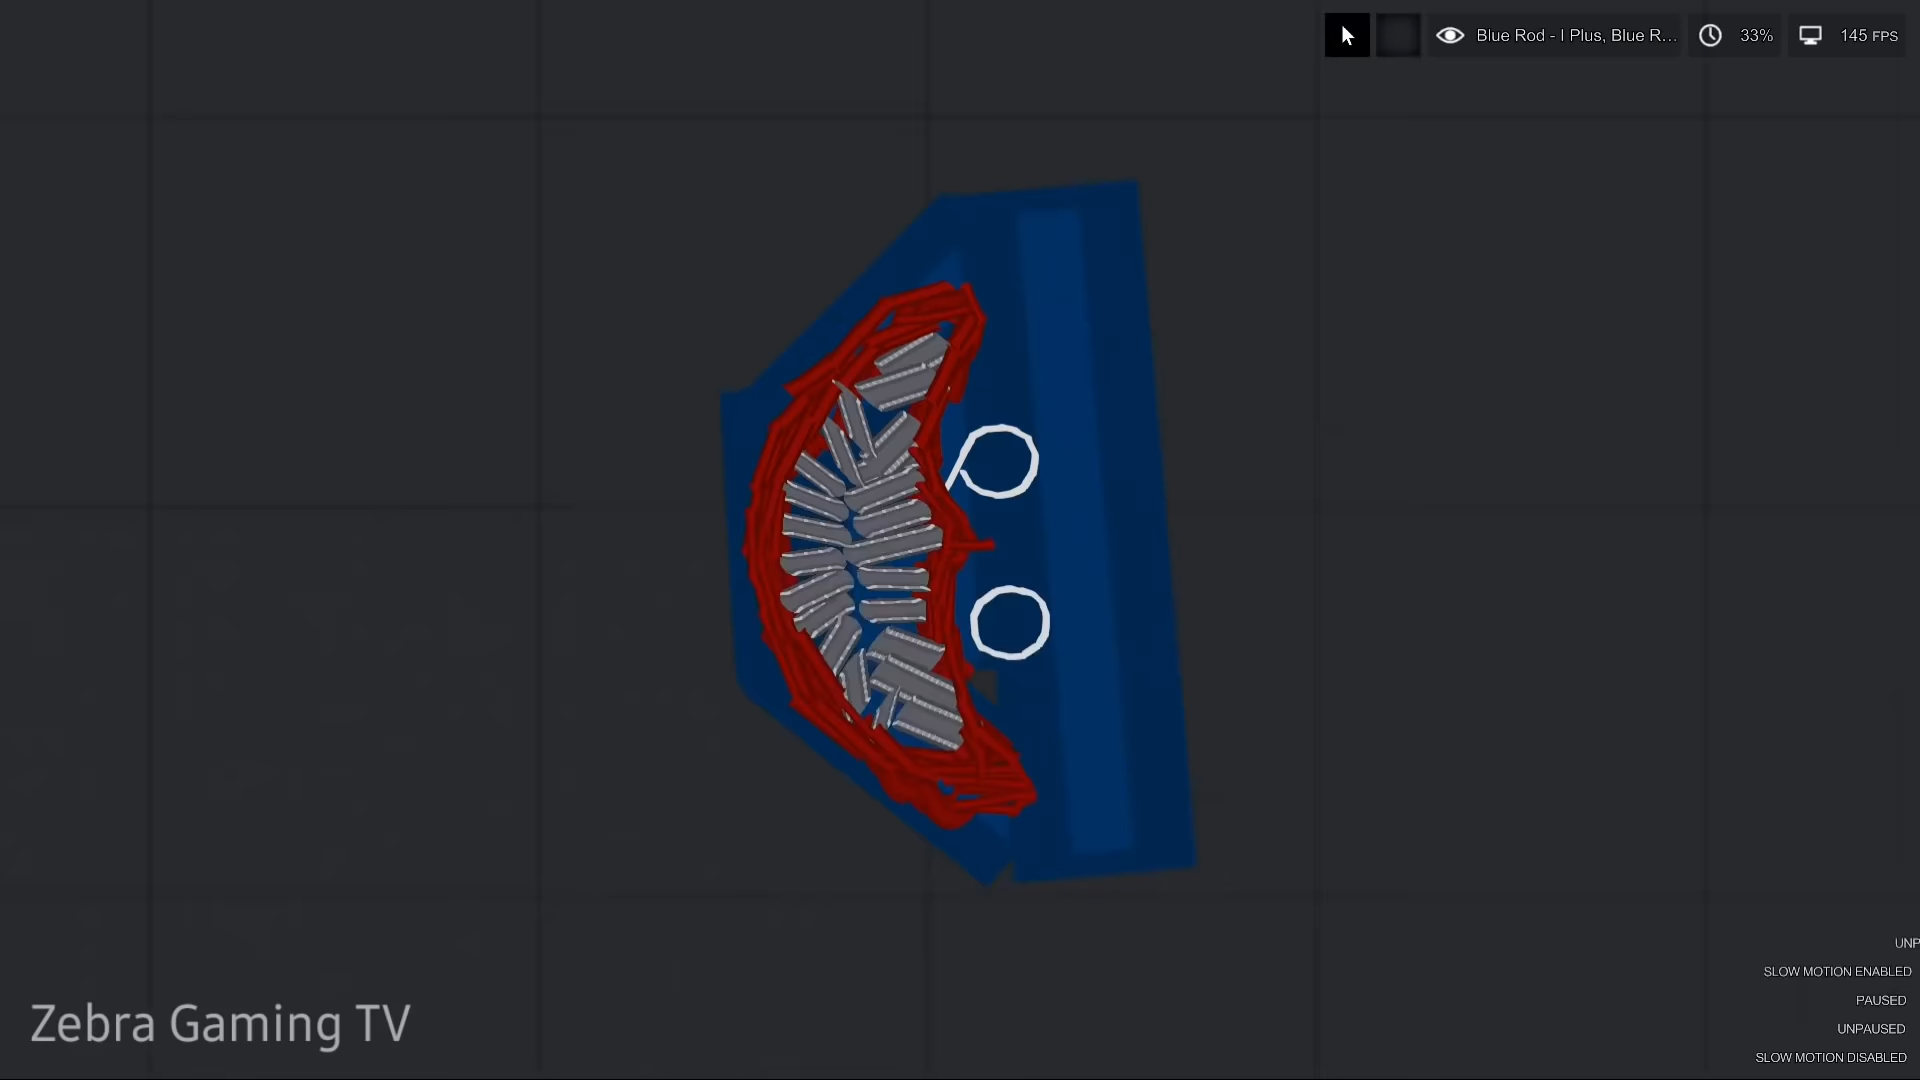 Blue Rod - I Plus, Blue R...
33%
145 FPS
UNP
SLOW MOTION ENABLED
PAUSED
UNPAUSED
SLOW MOTION DISABLED
Zebra Gaming TV